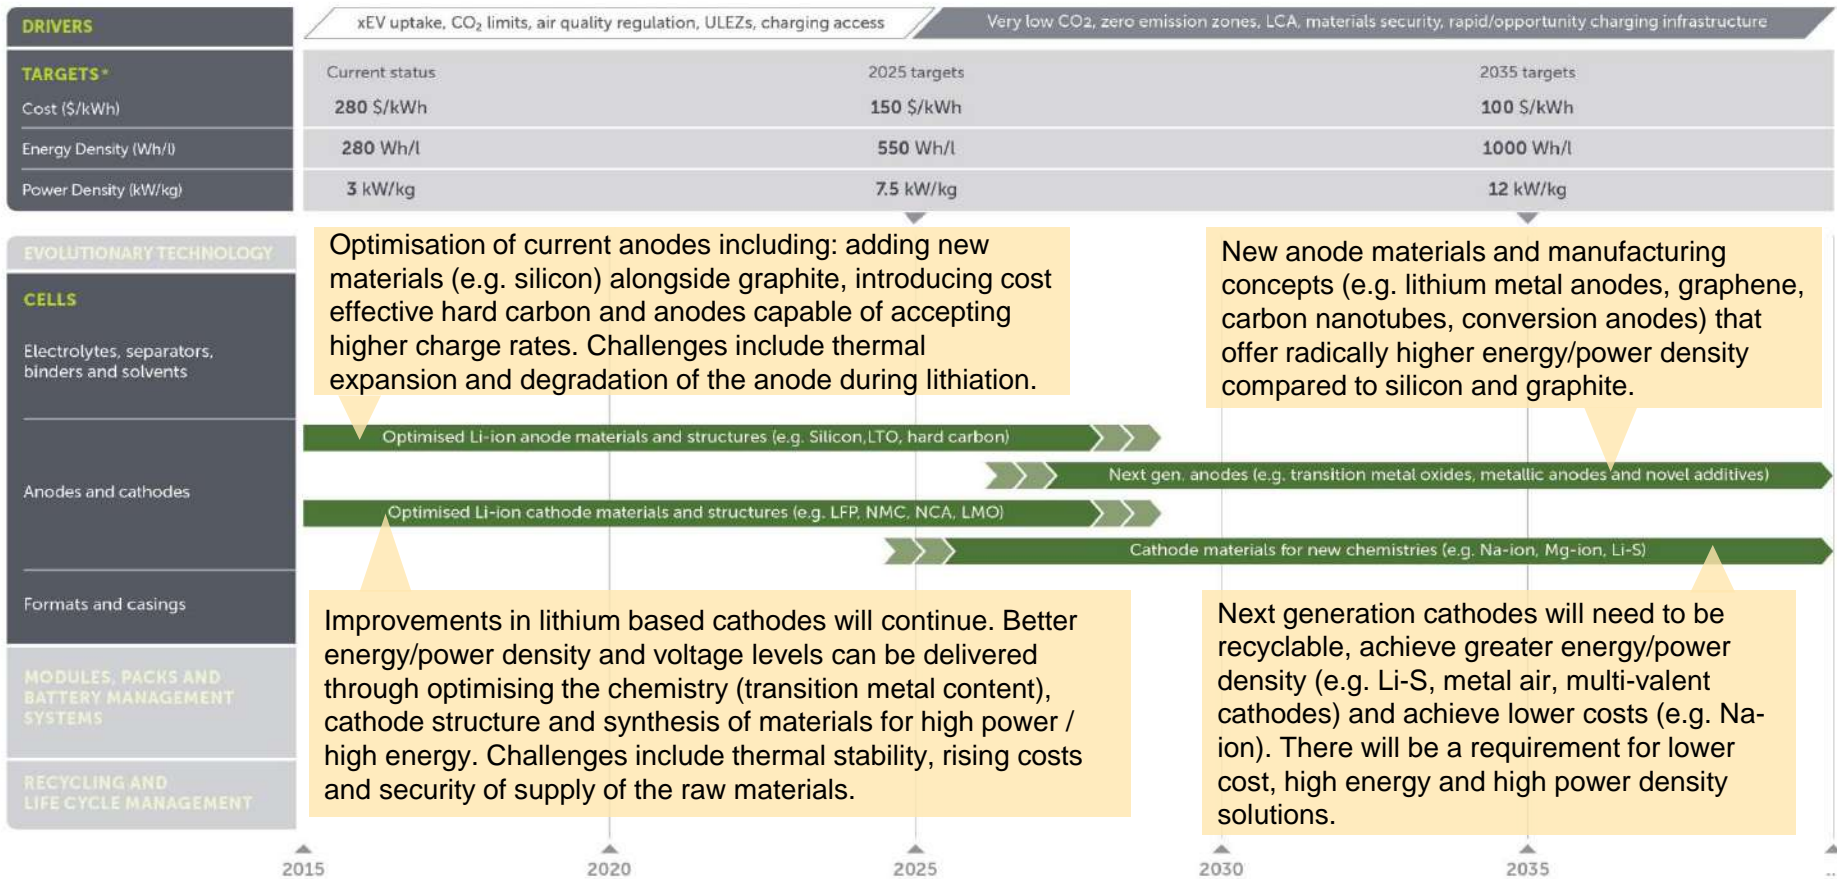 DRIVERS
xEV uptake, CO₂ limits, air quality regulation, ULEZs, charging access
Very low CO2, zero emission zones, LCA, materials security, rapid/opportunity charging infrastructure
TARGETS*
Current status
2025 targets
2035 targets
Cost ($/kWh)
280 $/kWh
150 $/kWh
100 $/kWh
Energy Density (Wh/l)
280 Wh/l
550 Wh/l
1000 Wh/l
Power Density (kW/kg)
3 kW/kg
7.5 kW/kg
12 kW/kg
EVOLUTIONARY TECHNOLOGY
CELLS
Electrolytes, separators,
binders and solvents
Anodes and cathodes
Formats and casings
MODULES, PACKS AND
BATTERY MANAGEMENT
SYSTEMS
RECYCLING AND
LIFE CYCLE MANAGEMENT
Optimisation of current anodes including: adding new
materials (e.g. silicon) alongside graphite, introducing cost
effective hard carbon and anodes capable of accepting
higher charge rates. Challenges include thermal
expansion and degradation of the anode during lithiation.
New anode materials and manufacturing
concepts (e.g. lithium metal anodes, graphene,
carbon nanotubes, conversion anodes) that
offer radically higher energy/power density
compared to silicon and graphite.
Optimised Li-ion anode materials and structures (e.g. Silicon,LTO, hard carbon)
Next gen. anodes (e.g. transition metal oxides, metallic anodes and novel additives)
Optimised Li-ion cathode materials and structures (e.g. LFP, NMC, NCA, LMO)
Cathode materials for new chemistries (e.g. Na-ion, Mg-ion, Li-S)
Improvements in lithium based cathodes will continue. Better
energy/power density and voltage levels can be delivered
through optimising the chemistry (transition metal content),
cathode structure and synthesis of materials for high power /
high energy. Challenges include thermal stability, rising costs
and security of supply of the raw materials.
Next generation cathodes will need to be
recyclable, achieve greater energy/power
density (e.g. Li-S, metal air, multi-valent
cathodes) and achieve lower costs (e.g. Na-
ion). There will be a requirement for lower
cost, high energy and high power density
solutions.
2015
2020
2025
2030
2035
..